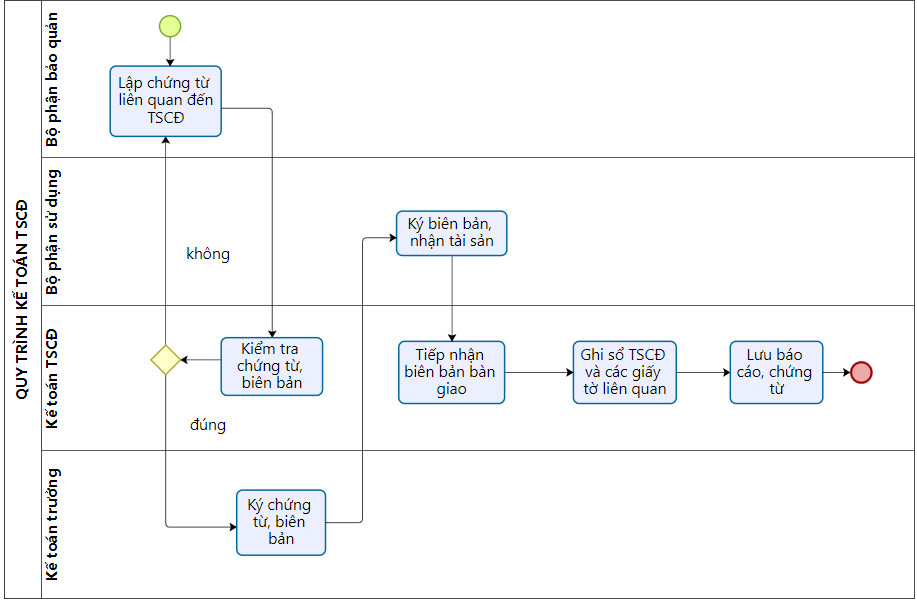 QUY TRÌNH KẾ TOÁN TSCĐ
Bộ phận bảo quản
Lập chứng từ
liên quan đến
TSCĐ
Bộ phận sử dụng
Ký biên bản,
nhận tài sản
không
Kế toán TSCĐ
Kiểm tra
chứng từ,
biên bản
Tiếp nhận
biên bản bàn
giao
Ghi sổ TSCĐ
và các giấy
tờ liên quan
Lưu báo
cáo, chứng
từ
đúng
Kế toán trưởng
Ký chứng
từ, biên
bản